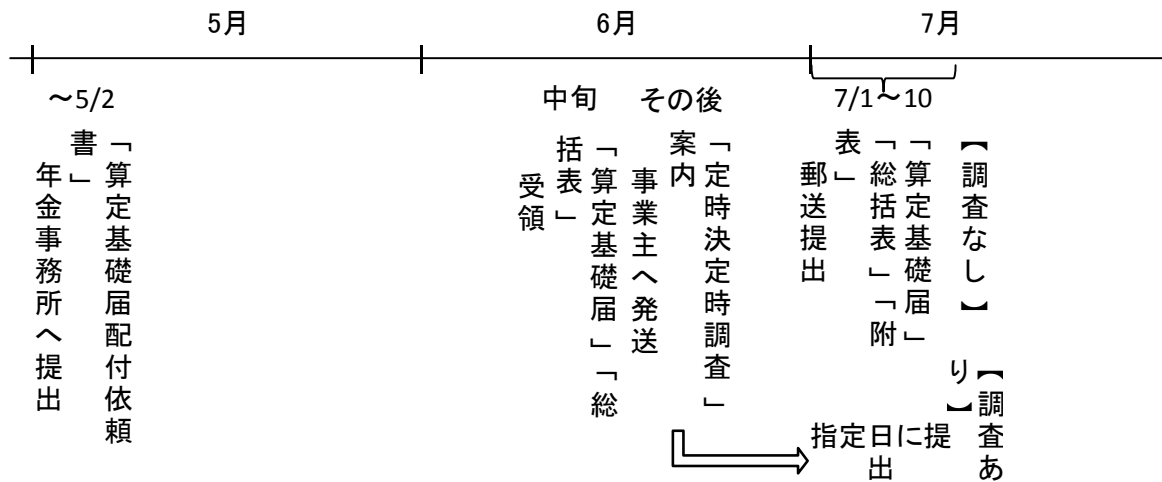 5月
6月
7月
～5/2
「算定基礎届配付依頼
書」
年金事務所へ提出
中旬
「算定基礎届」「総
括表」
受領
その後
「定時決定時調査」
案内
事業主へ発送
7/1～10
【調査なし】
「算定基礎届」
「総括表」「附
表」
郵送提出
【調査あ
り】
指定日に提
出